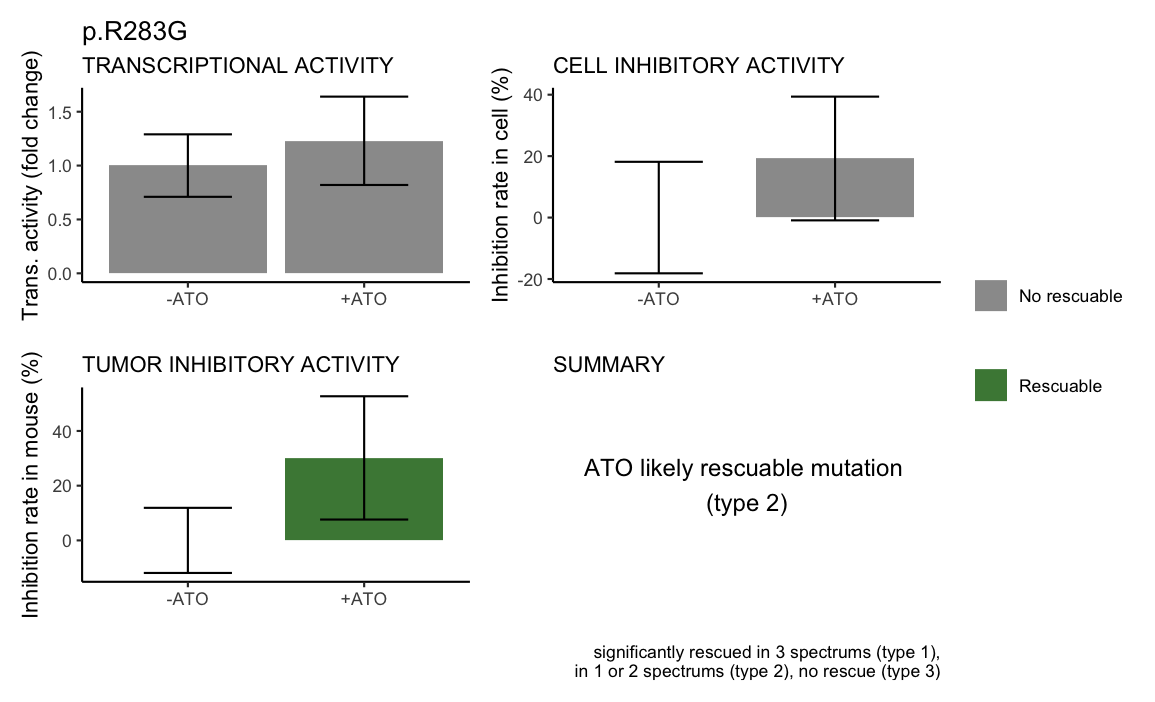 p.R283G
TRANSCRIPTIONAL ACTIVITY
Trans. activity (fold change)
1.5
1.0
0.5
0.0
-ATO
+ATO
CELL INHIBITORY ACTIVITY
Inhibition rate in cell (%)
40
20
0
-20
-ATO
+ATO
TUMOR INHIBITORY ACTIVITY
Inhibition rate in mouse (%)
40
20
0
-ATO
+ATO
SUMMARY
ATO likely rescuable mutation
(type 2)
significantly rescued in 3 spectrums (type 1),
in 1 or 2 spectrums (type 2), no rescue (type 3)
No rescuable
Rescuable